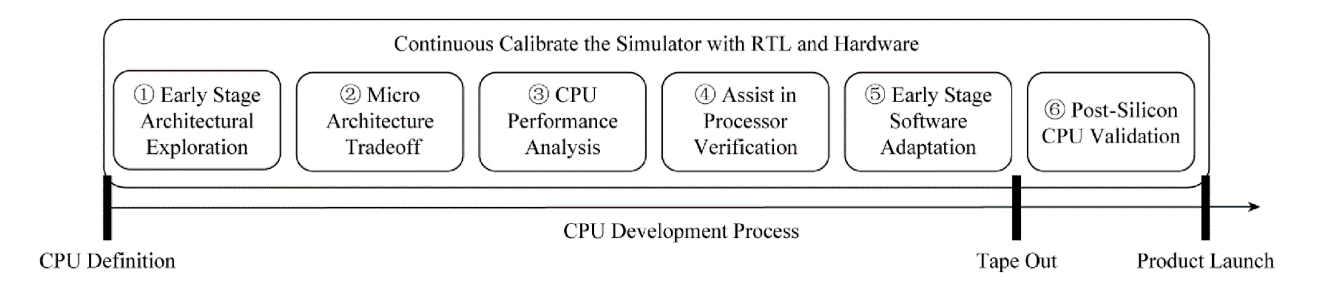 Continuous Calibrate the Simulator with RTL and Hardware
① Early Stage
Architectural
Exploration
② Micro
Architecture
Tradeoff
③ CPU
Performance
Analysis
④ Assist in
Processor
Verification
⑤ Early Stage
Software
Adaptation
⑥ Post-Silicon
CPU Validation
CPU Development Process
CPU Definition
Tape Out
Product Launch